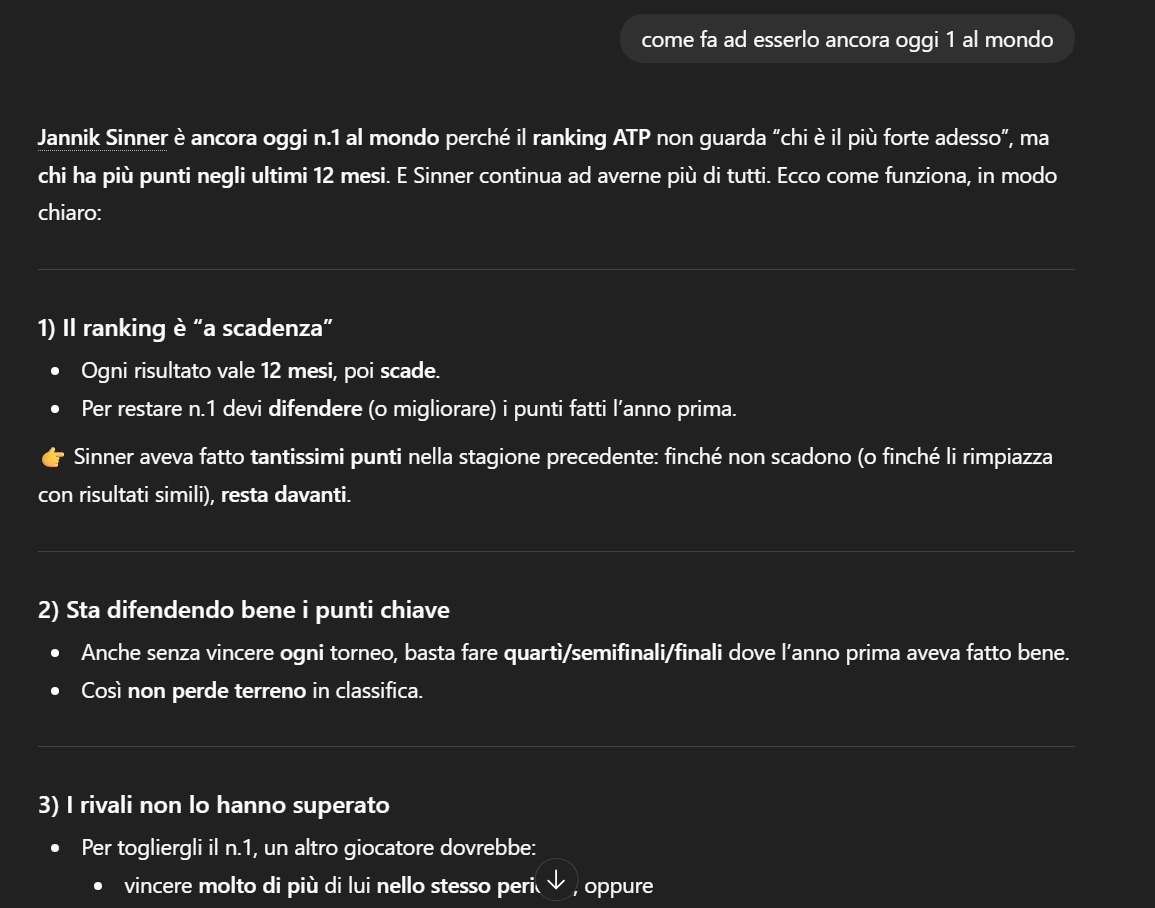 come fa ad esserlo ancora oggi 1 al mondo
Jannik Sinner è ancora oggi n.1 al mondo perché il ranking ATP non guarda “chi è il più forte adesso”, ma
chi ha più punti negli ultimi 12 mesi. E Sinner continua ad averne più di tutti. Ecco come funziona, in modo
chiaro:
1) Il ranking è “a scadenza”
• Ogni risultato vale 12 mesi, poi scade.
• Per restare n.1 devi difendere (o migliorare) i punti fatti l’anno prima.
👉 Sinner aveva fatto tantissimi punti nella stagione precedente: finché non scadono (o finché li rimpiazza
con risultati simili), resta davanti.
2) Sta difendendo bene i punti chiave
• Anche senza vincere ogni torneo, basta fare quartì/semifinali/finali dove l’anno prima aveva fatto bene.
• Così non perde terreno in classifica.
3) I rivali non lo hanno superato
• Per togliergli il n.1, un altro giocatore dovrebbe:
• vincere molto di più di lui nello stesso , oppure